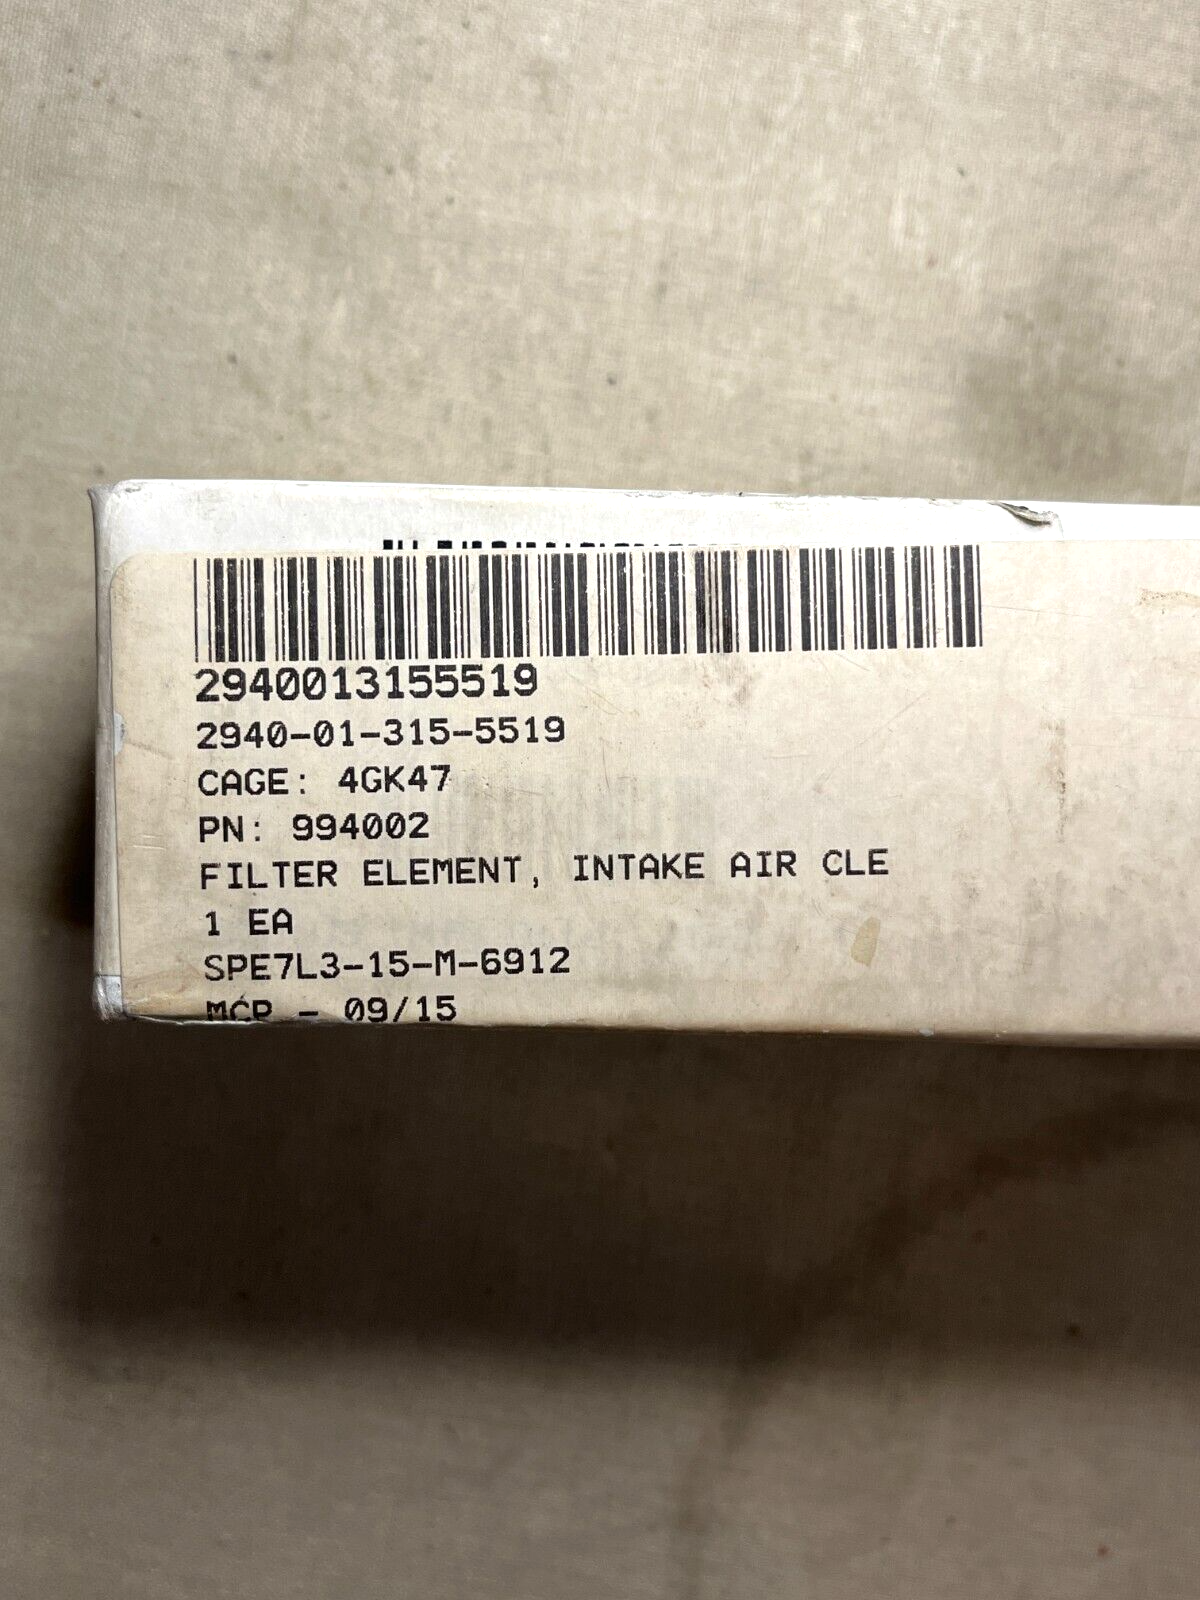 2940013155519
2940-01-315-5519
CAGE: 4GK47
PN: 994002
FILTER ELEMENT, INTAKE AIR CLE
1 EA
SPE7L3-15-M-6912
MCP - 09/15